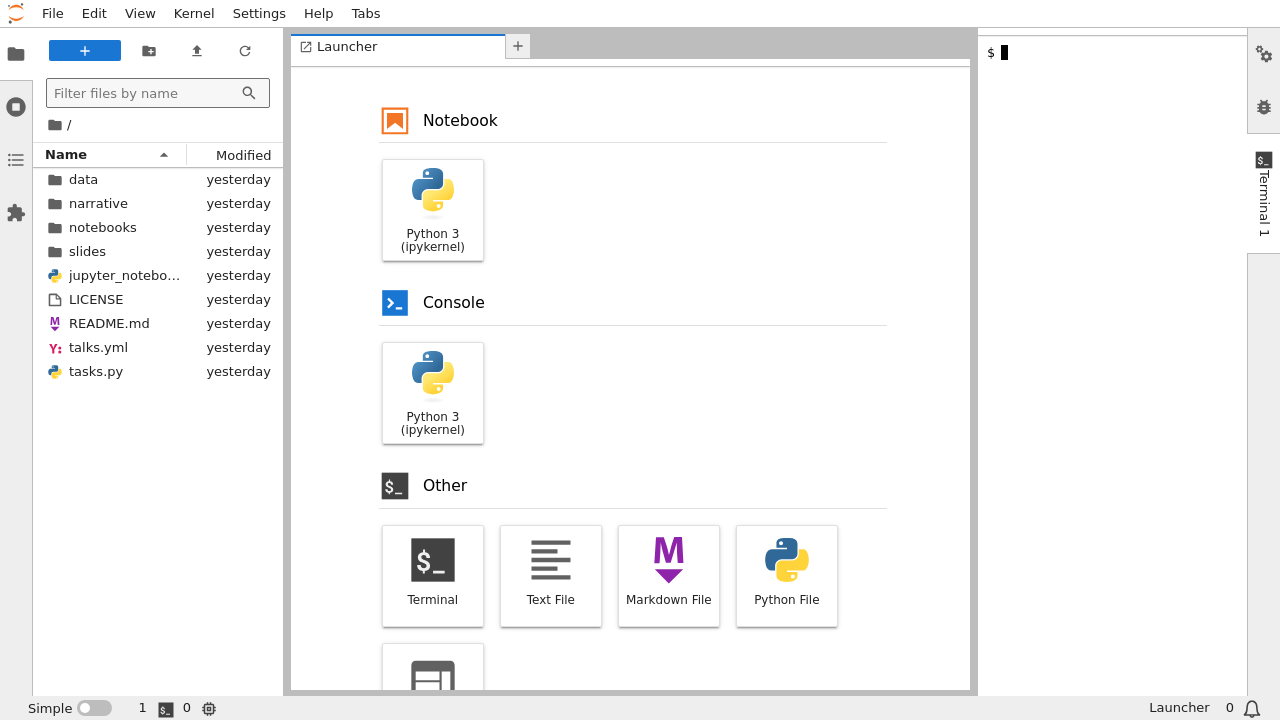 File Edit View Kernel Settings Help Tabs
Launcher
Filter files by name
/
Name Modified
data yesterday
narrative yesterday
notebooks yesterday
slides yesterday
jupyter_notebo… yesterday
LICENSE yesterday
README.md yesterday
talks.yml yesterday
tasks.py yesterday
Notebook
Python 3
(ipykernel)
Console
Python 3
(ipykernel)
$_ Other
$_
Terminal
Text File
M
Markdown File
Python File
$
$_ Terminal 1
Simple 1 $_ 0
Launcher 0